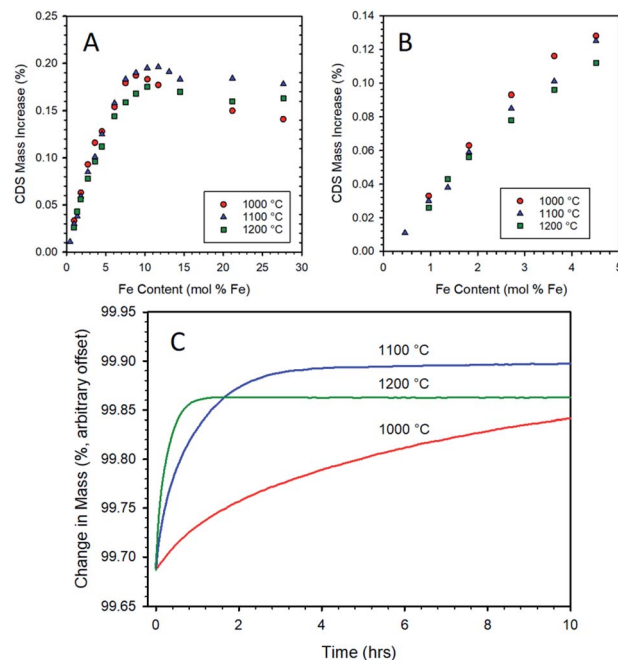 A
CDS Mass Increase (%)
0.25
0.20
0.15
0.10
0.05
0.00
1000 °C
1100 °C
1200 °C
0 5 10 15 20 25 30
Fe Content (mol % Fe)
B
CDS Mass Increase (%)
0.14
0.12
0.10
0.08
0.06
0.04
0.02
0.00
1000 °C
1100 °C
1200 °C
0 1 2 3 4 5
Fe Content (mol % Fe)
C
Change in Mass (%, arbitrary offset)
99.95
99.90
99.85
99.80
99.75
99.70
99.65
1100 °C
1200 °C
1000 °C
0 2 4 6 8 10
Time (hrs)